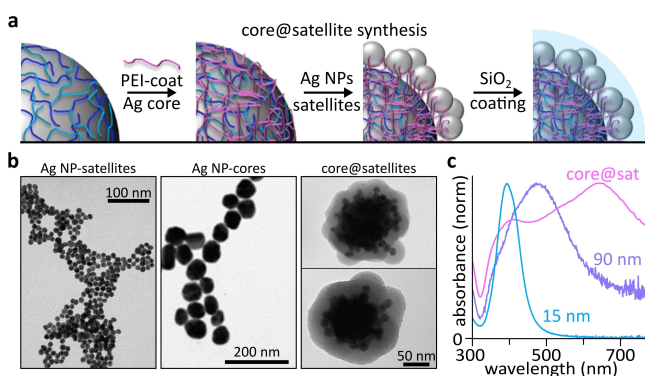 a
core@satellite synthesis
PEI-coat
Ag core
Ag NPs
satellites
SiO₂
coating
b
Ag NP-satellites
100 nm
Ag NP-cores
200 nm
core@satellites
50 nm
c
core@sat
90 nm
15 nm
absorbance (norm)
0
300
500
700
wavelength (nm)